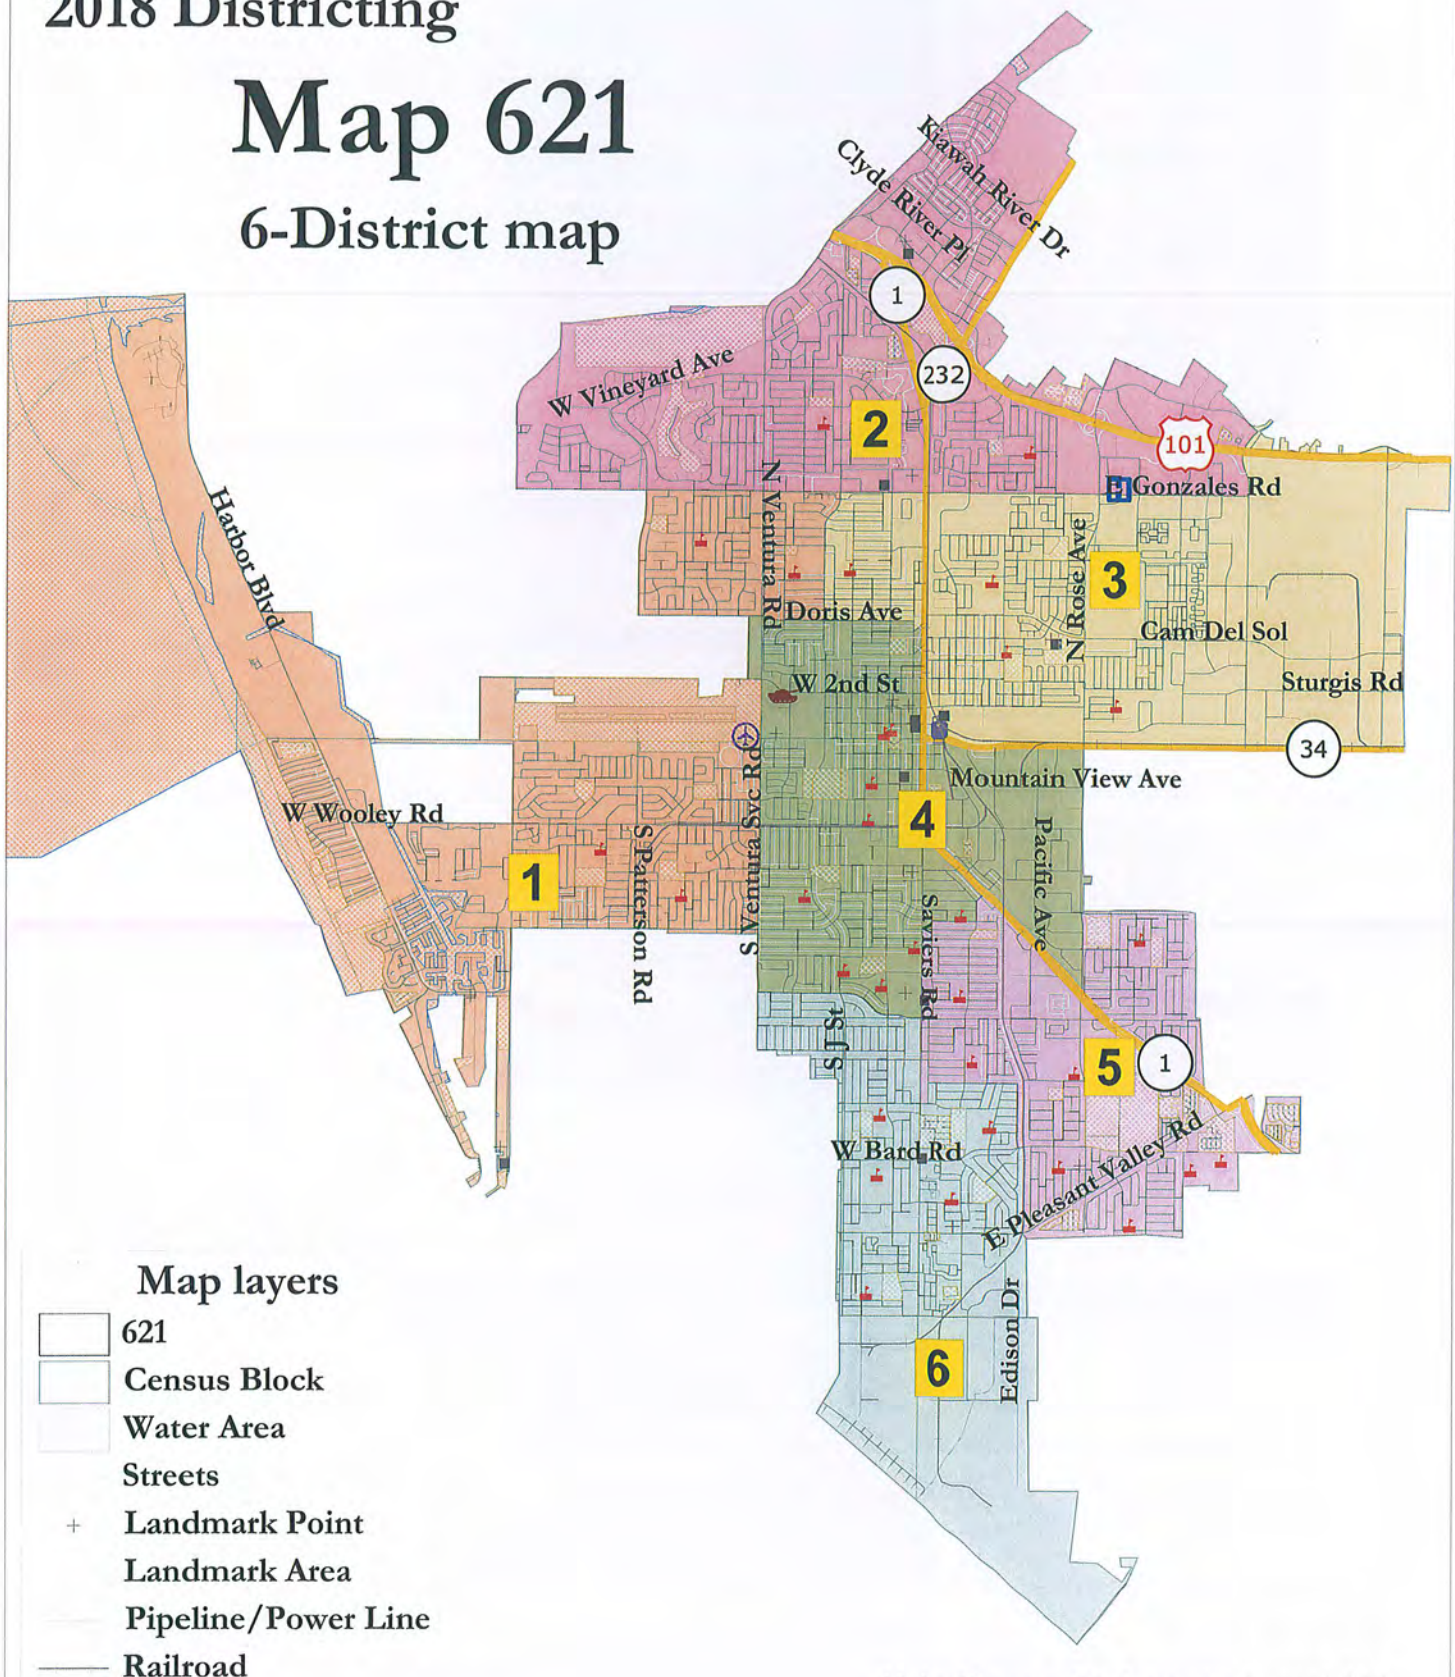 2018 Districting
Map 621
6-District map
Kiawah River Dr
Clyde River Pl
1
232
W Vineyard Ave
2
101
E Gonzales Rd
N Ventura Rd
Harbor Blvd
N Rose Ave
3
Doris Ave
Cam Del Sol
W 2nd St
Sturgis Rd
34
Mountain View Ave
S Ventura Svc Rd
W Wooley Rd
4
Pacific Ave
S Patterson Rd
1
Saviers Rd
S J St
5
1
W Bard Rd
E Pleasant Valley Rd
Edison Dr
6
Map layers
621
Census Block
Water Area
Streets
Landmark Point
Landmark Area
Pipeline/Power Line
Railroad